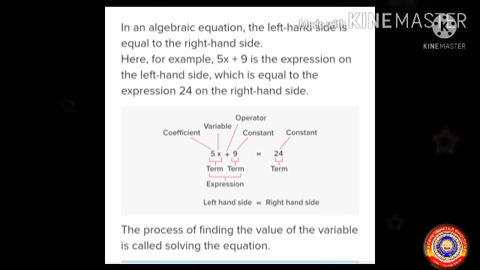 In an algebraic equation, the left-hand side is
equal to the right-hand side.
Here, for example, 5x + 9 is the expression on
the left-hand side, which is equal to the
expression 24 on the right-hand side.
Operator
Variable
Coefficient Constant Constant
5 x + 9 = 24
Term Term Term
Expression
Left hand side = Right hand side
The process of finding the value of the variable
is called solving the equation.
Made with KINEMASTER
KINEMASTER